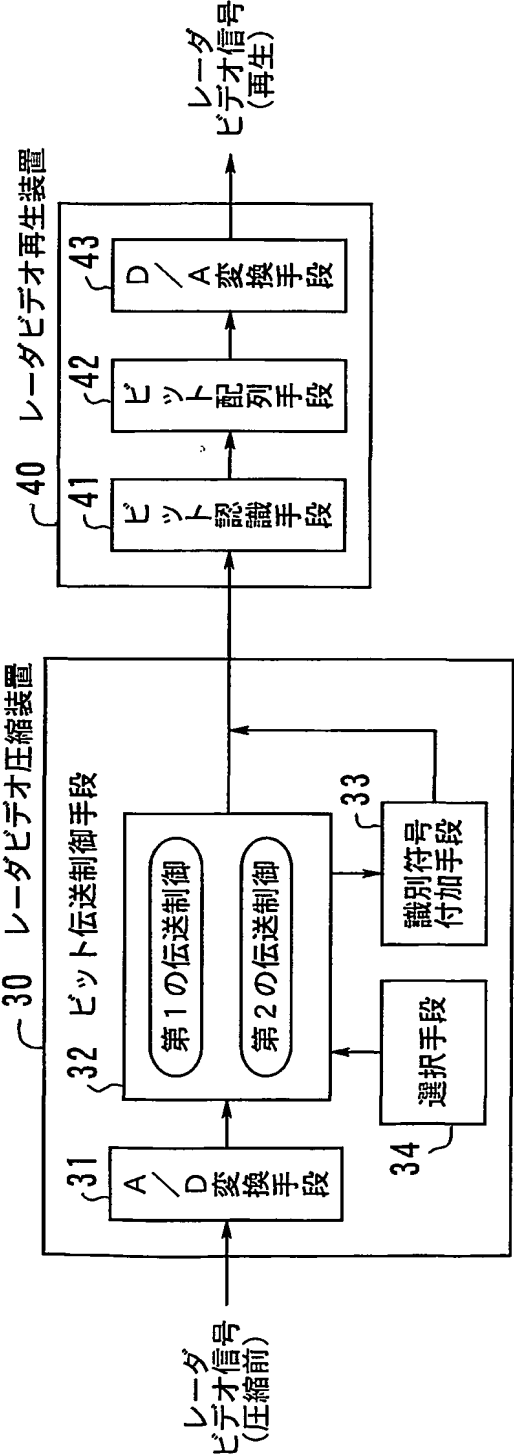 30 レーダビデオ圧縮装置
レーダ
ビデオ信号
(圧縮前)
31
A/D変換手段
32 ビット伝送制御手段
第1の伝送制御
第2の伝送制御
34
選択手段
33
識別符号
付加手段
40 レーダビデオ再生装置
41
ビット認識手段
42
ビット配列手段
43
D/A変換手段
レーダ
ビデオ信号
(再生)